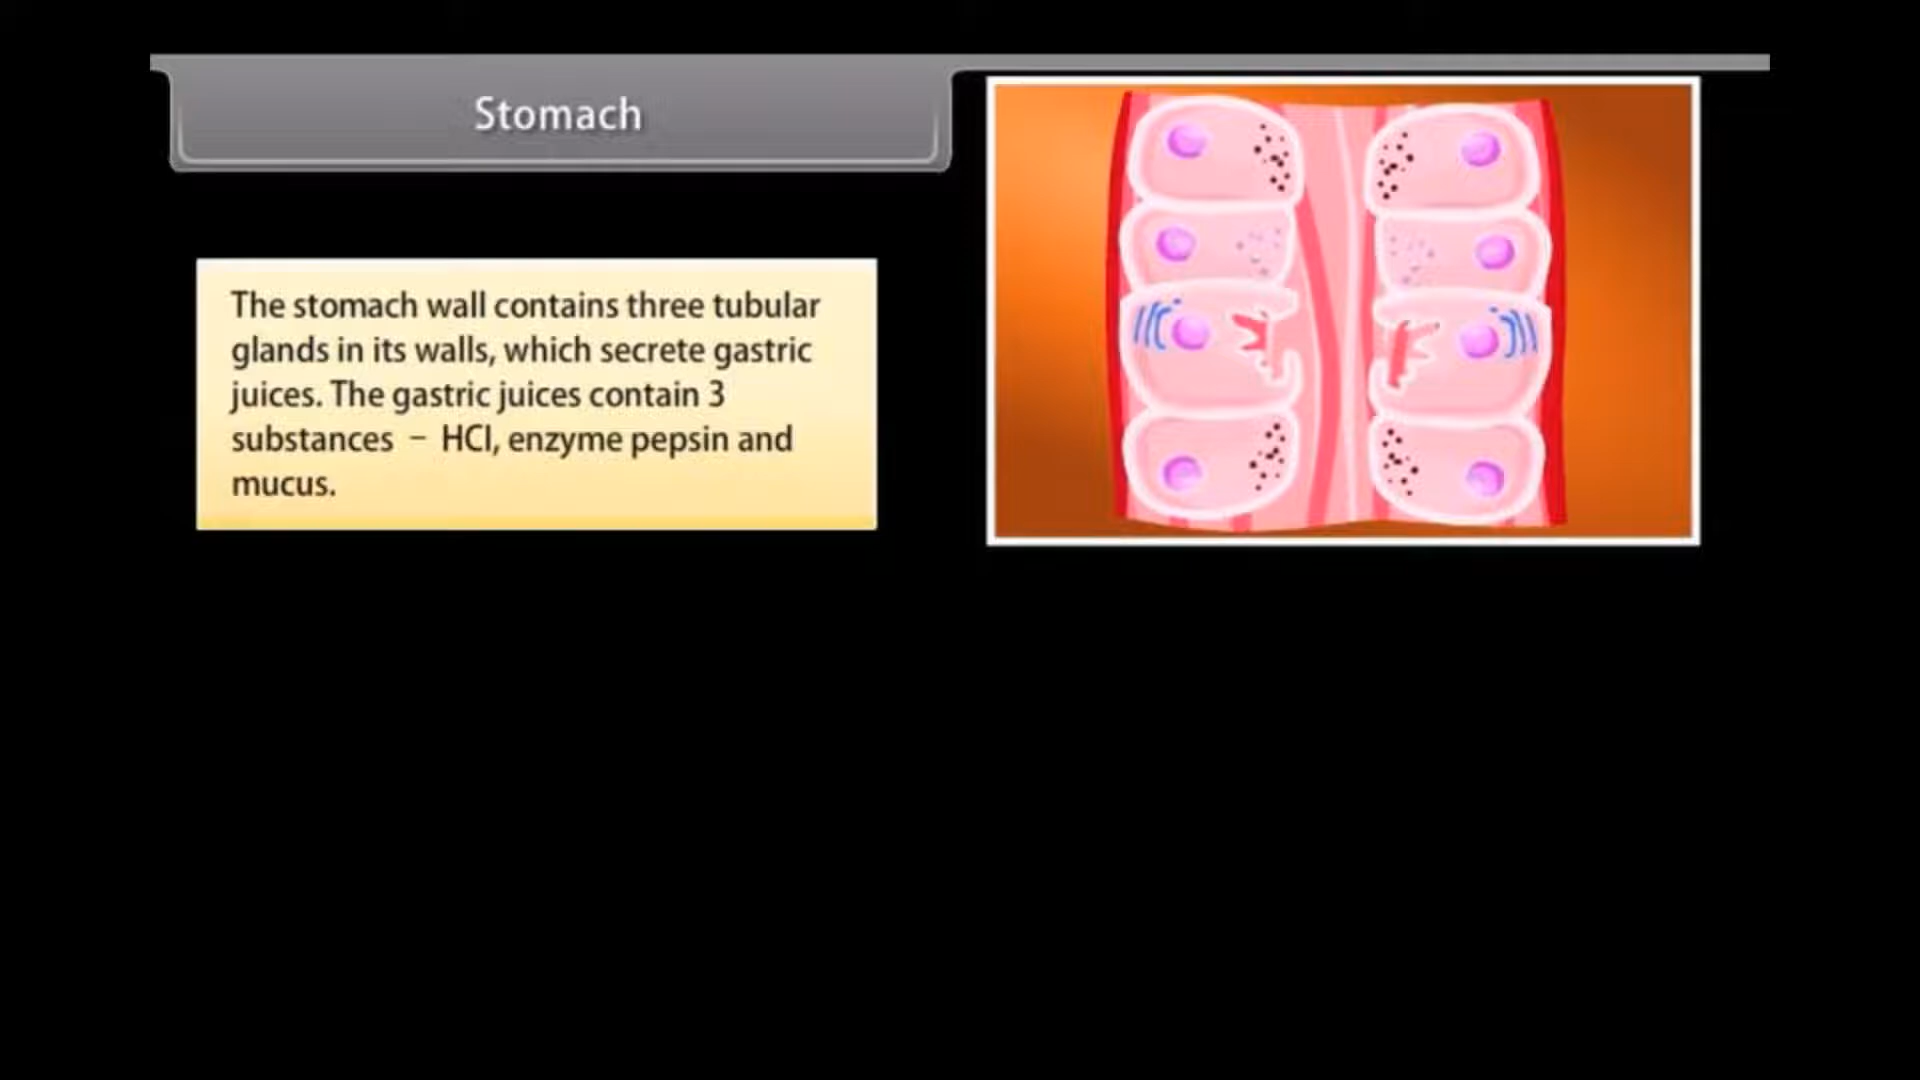 Stomach
The stomach wall contains three tubular
glands in its walls, which secrete gastric
juices. The gastric juices contain 3
substances – HCl, enzyme pepsin and
mucus.